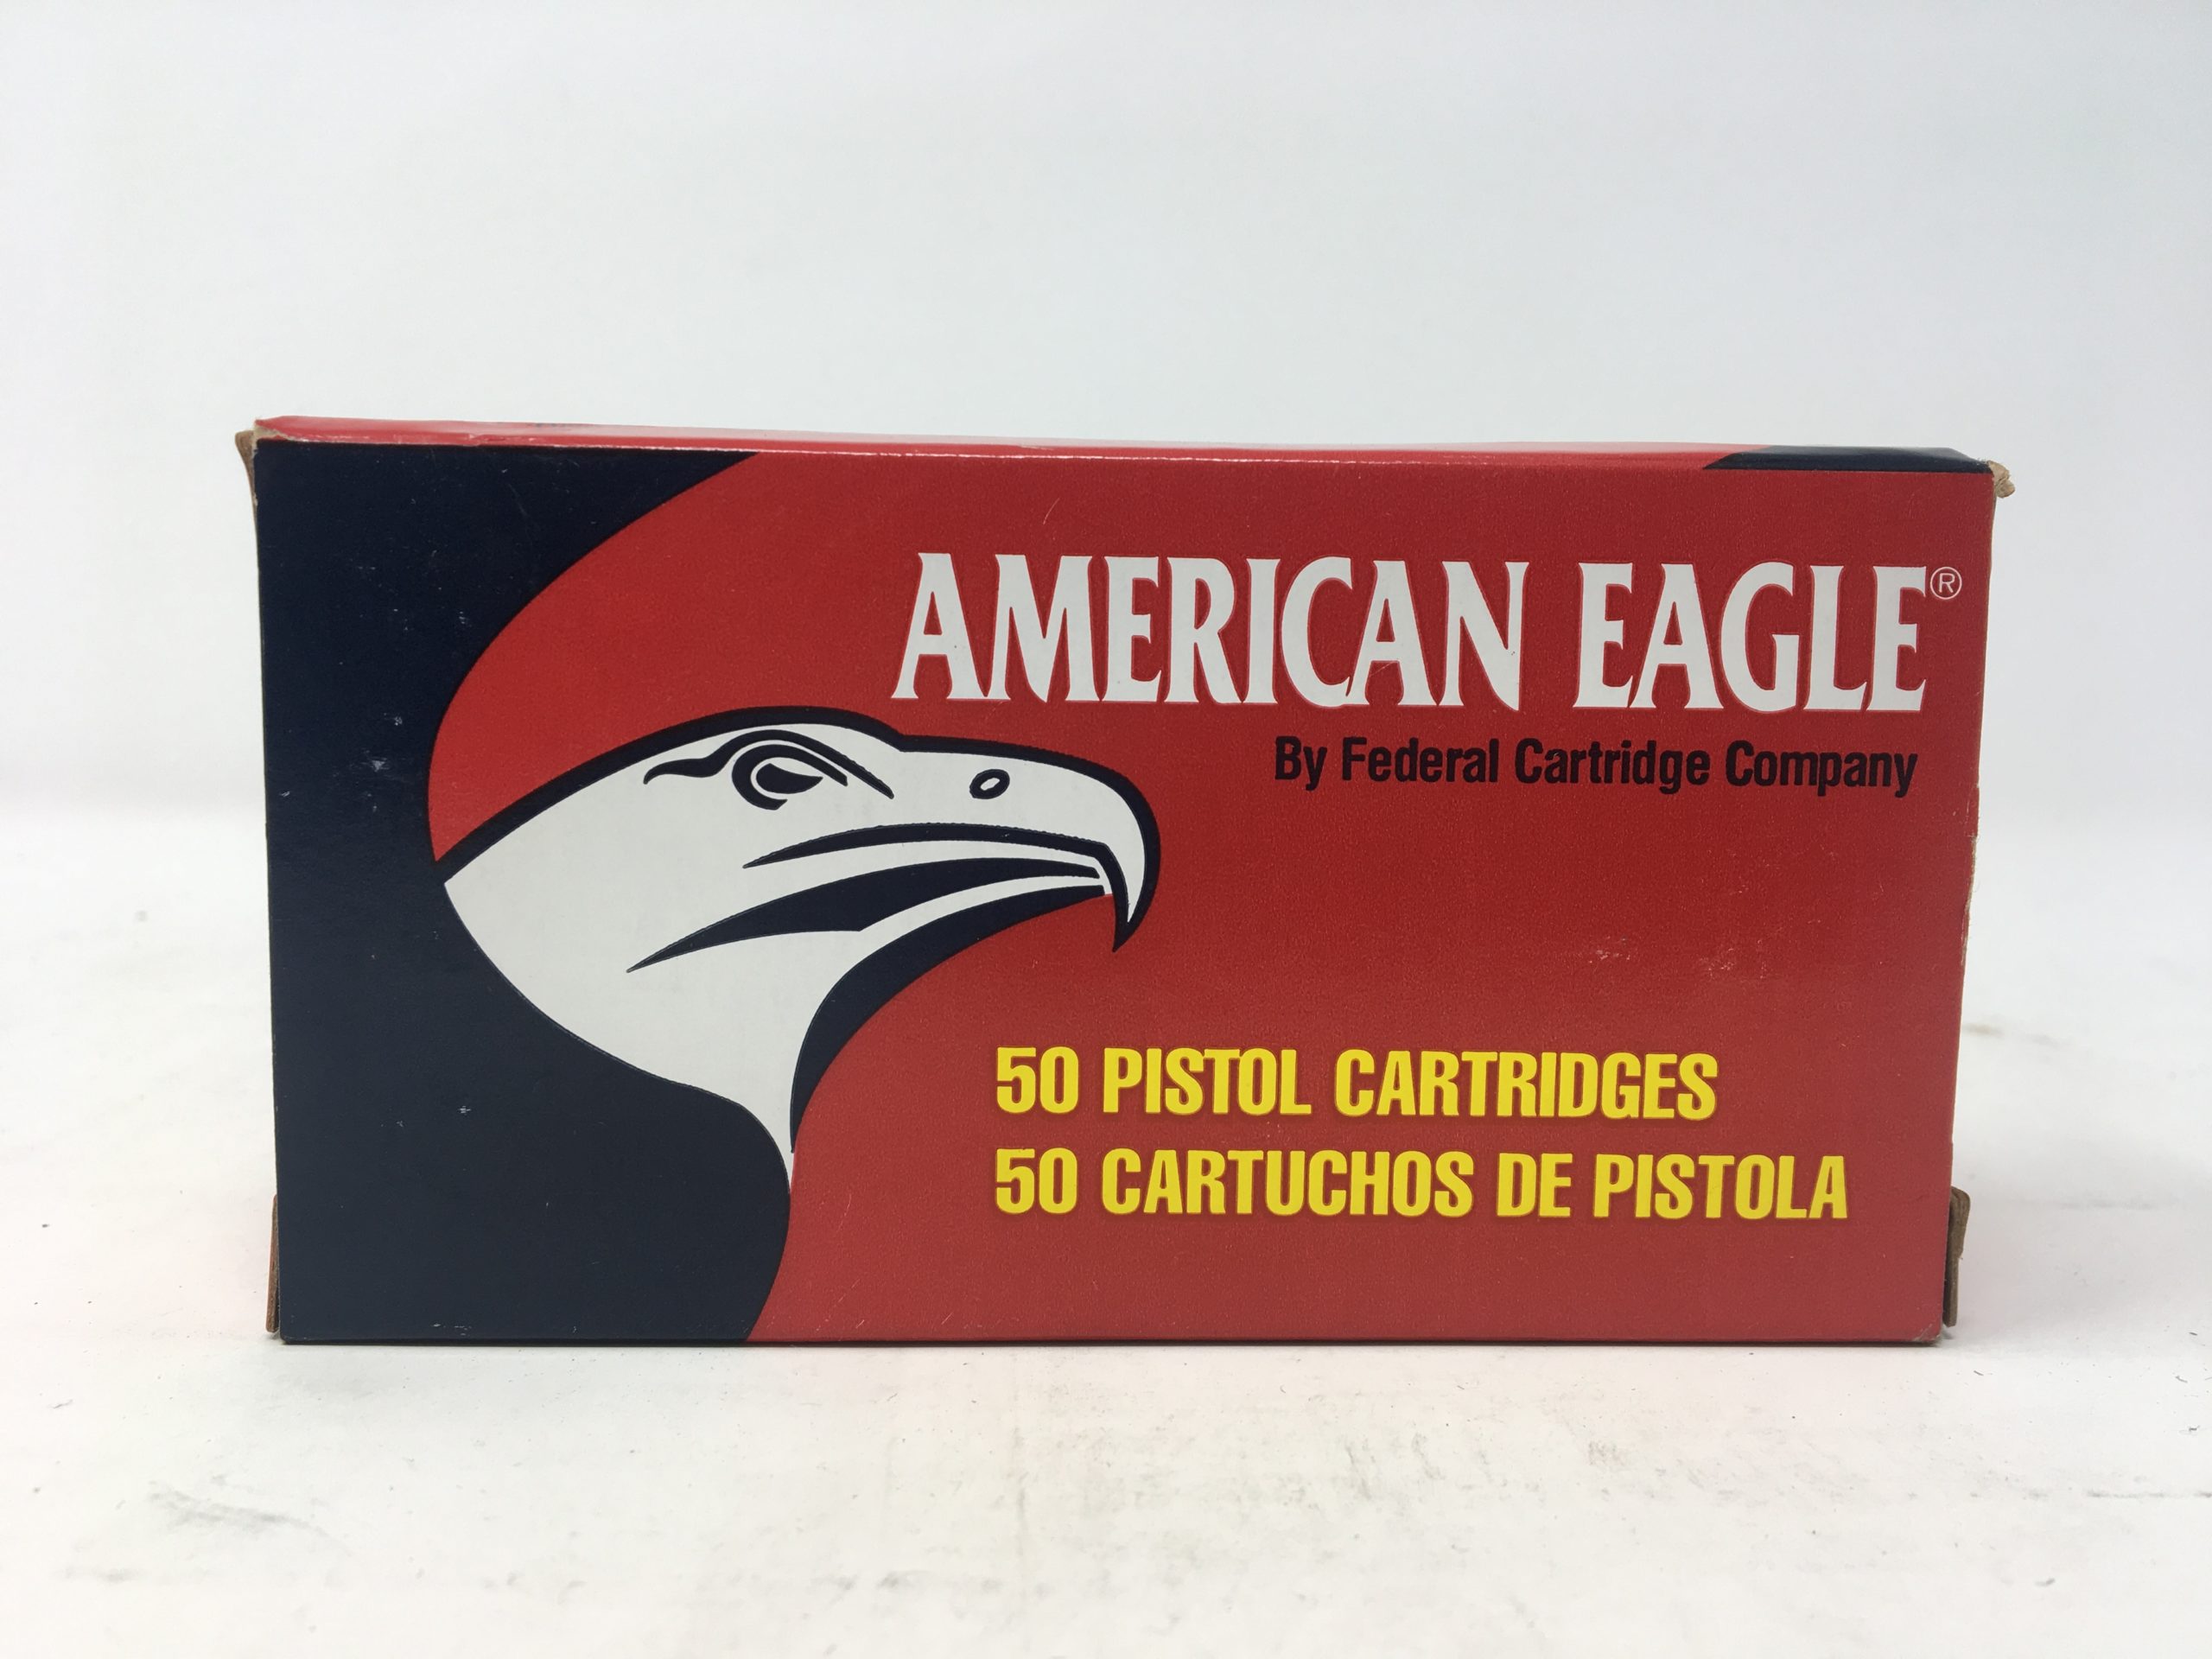 AMERICAN EAGLE®
By Federal Cartridge Company
50 PISTOL CARTRIDGES
50 CARTUCHOS DE PISTOLA